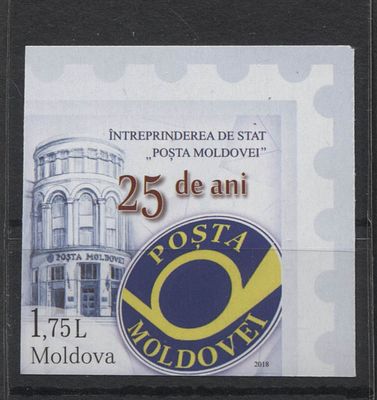 ÎNTREPRINDEREA DE STAT
„POȘTA MOLDOVEI”
25 de ani
POȘTA MOLDOVEI
POȘTA
MOLDOVEI
1,75L
Moldova
2018